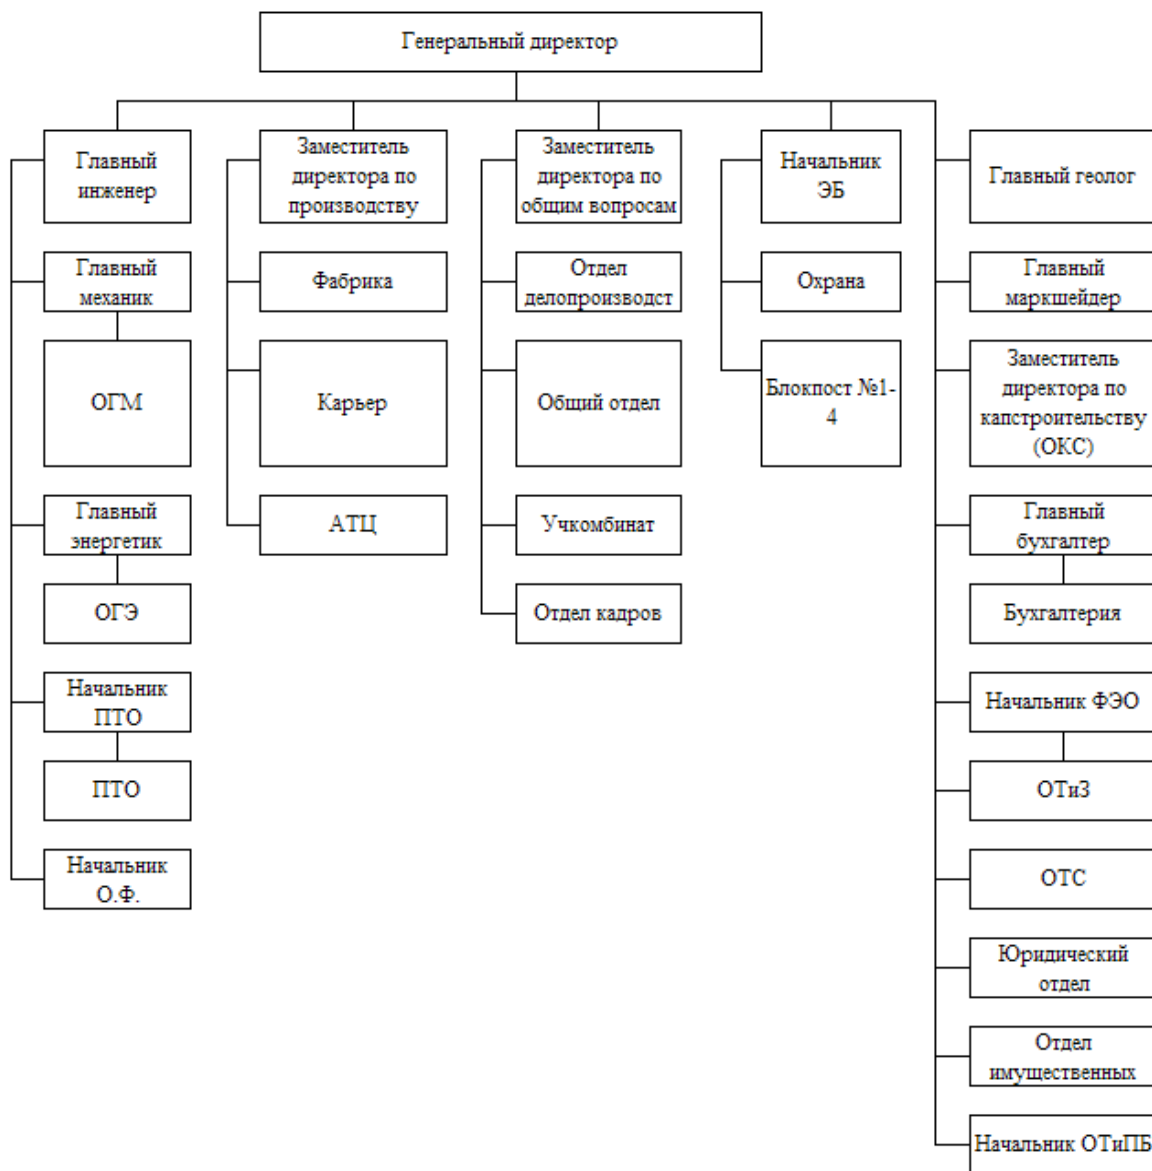 Генеральный директор
Главный
инженер
Главный
механик
ОГМ
Главный
энергетик
ОГЭ
Начальник
ПТО
ПТО
Начальник
О.Ф.
Заместитель
директора по
производству
Фабрика
Карьер
АТЦ
Заместитель
директора по
общим вопросам
Отдел
делопроизводст
Общий отдел
Учкомбинат
Отдел кадров
Начальник
ЭБ
Охрана
Блокпост №1-
4
Главный геолог
Главный
маркшейдер
Заместитель
директора по
капстроительству
(ОКС)
Главный
бухгалтер
Бухгалтерия
Начальник ФЭО
ОТиЗ
ОТС
Юридический
отдел
Отдел
имущественных
Начальник ОТиПБ